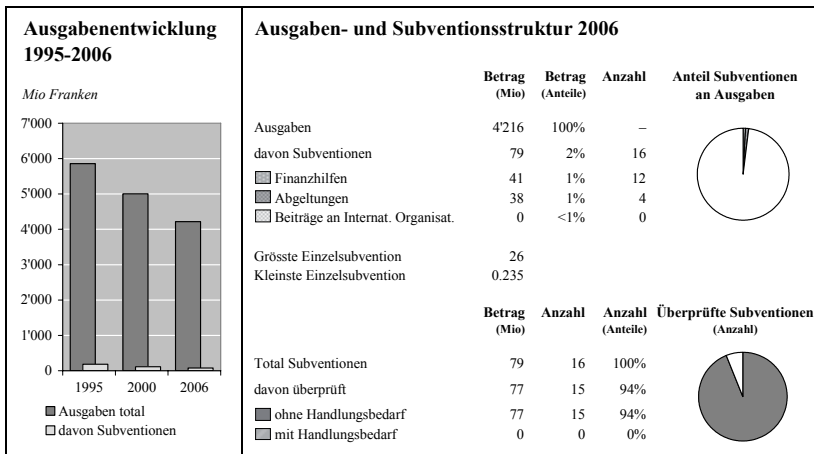 Ausgabenentwicklung
1995-2006
Mio Franken
7'000
6'000
5'000
4'000
3'000
2'000
1'000
0
1995 2000 2006
Ausgaben total
davon Subventionen
Ausgaben- und Subventionsstruktur 2006
Betrag Betrag Anzahl Anteil Subventionen
(Mio) (Anteile) an Ausgaben
Ausgaben 4'216 100% –
davon Subventionen 79 2% 16
Finanzhilfen 41 1% 12
Abgeltungen 38 1% 4
Beiträge an Internat. Organisat. 0 <1% 0
Grösste Einzelsubvention 26
Kleinste Einzelsubvention 0.235
Betrag Anzahl Anzahl Überprüfte Subventionen
(Mio) (Anteile) (Anzahl)
Total Subventionen 79 16 100%
davon überprüft 77 15 94%
ohne Handlungsbedarf 77 15 94%
mit Handlungsbedarf 0 0 0%